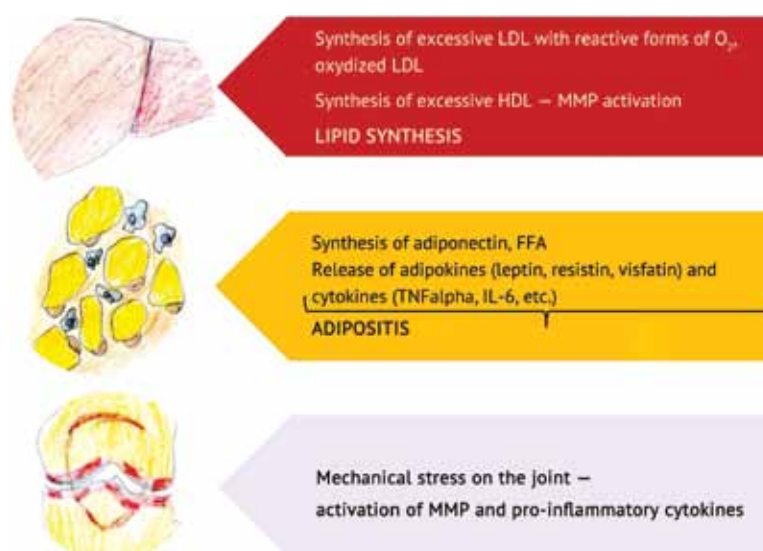 Synthesis of excessive LDL with reactive forms of O₂,
oxydized LDL
Synthesis of excessive HDL — MMP activation
LIPID SYNTHESIS
Synthesis of adiponectin, FFA
Release of adipokines (leptin, resistin, visfatin) and
cytokines (TNFalpha, IL-6, etc.)
ADIPOSITIS
Mechanical stress on the joint —
activation of MMP and pro-inflammatory cytokines